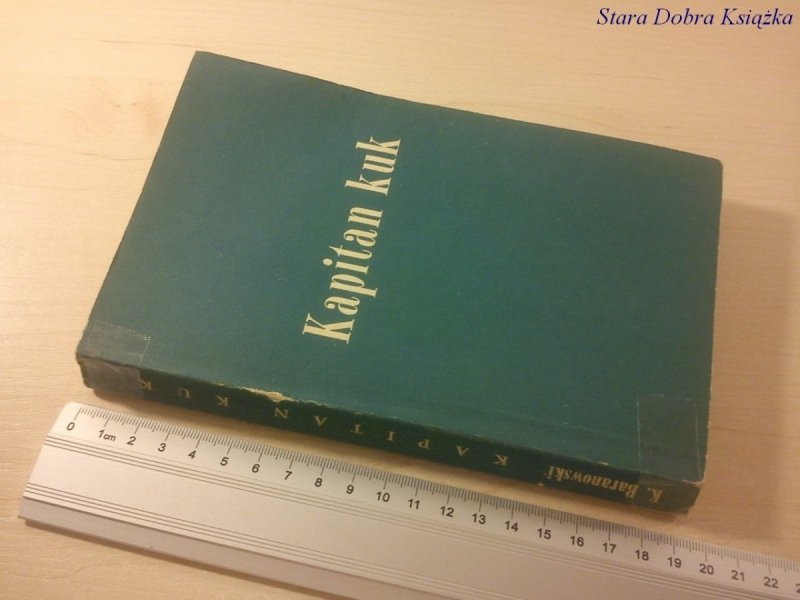 Stara Dobra Książka
Kapitan kuk
K. Baranowski KAPITAN KUK
0 1cm 2 3 4 5 6 7 8 9 10 11 12 13 14 15 16 17 18 19 20 21 22